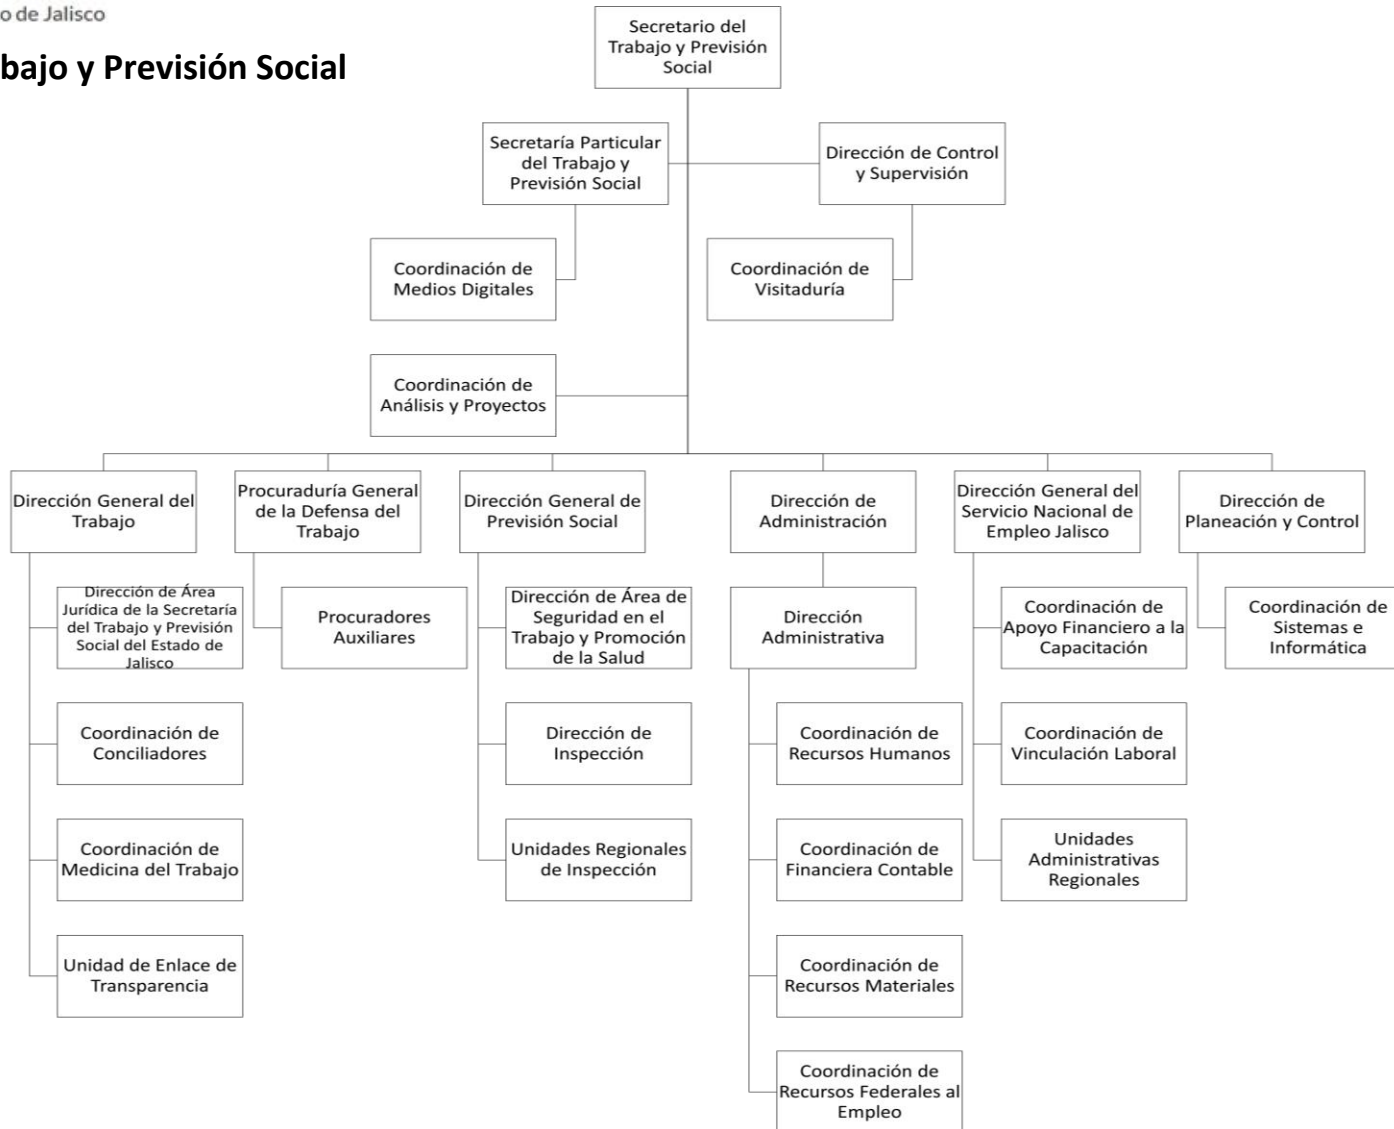 o de Jalisco
bajo y Previsión Social
Secretario del
Trabajo y Previsión
Social
Secretaría Particular
del Trabajo y
Previsión Social
Dirección de Control
y Supervisión
Coordinación de
Medios Digitales
Coordinación de
Visitaduría
Coordinación de
Análisis y Proyectos
Dirección General del
Trabajo
Procuraduría General
de la Defensa del
Trabajo
Dirección General de
Previsión Social
Dirección de
Administración
Dirección General del
Servicio Nacional de
Empleo Jalisco
Dirección de
Planeación y Control
Dirección de Área
Jurídica de la Secretaría
del Trabajo y Previsión
Social del Estado de
Jalisco
Procuradores
Auxiliares
Dirección de Área de
Seguridad en el
Trabajo y Promoción
de la Salud
Dirección
Administrativa
Coordinación de
Apoyo Financiero a la
Capacitación
Coordinación de
Sistemas e
Informática
Coordinación de
Conciliadores
Dirección de
Inspección
Coordinación de
Recursos Humanos
Coordinación de
Vinculación Laboral
Coordinación de
Medicina del Trabajo
Unidades Regionales
de Inspección
Coordinación de
Financiera Contable
Unidades
Administrativas
Regionales
Unidad de Enlace de
Transparencia
Coordinación de
Recursos Materiales
Coordinación de
Recursos Federales al
Empleo